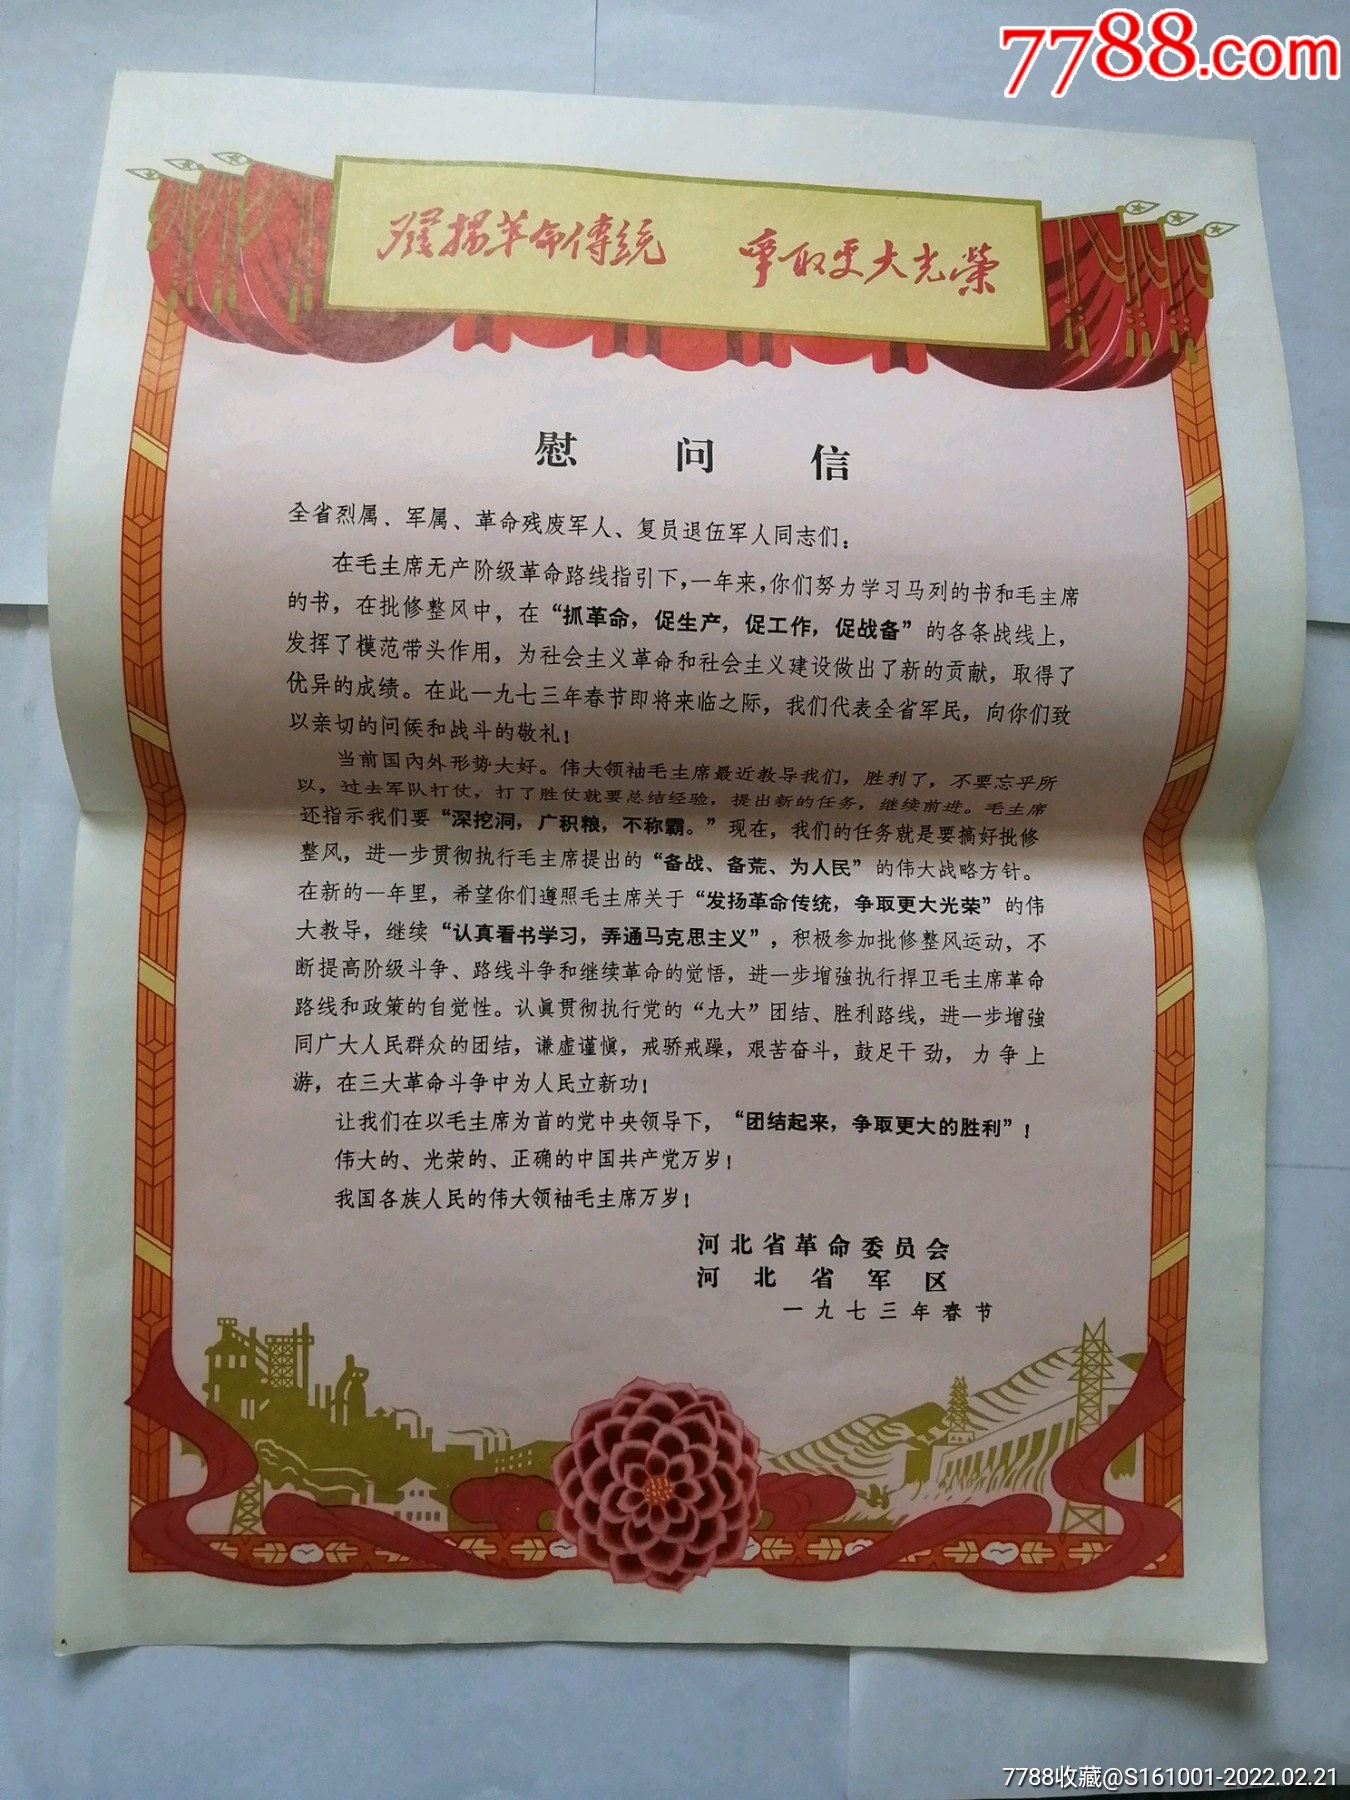 7788.com
發揚革命傳統 爭取更大光榮
慰问信
全省烈属、军属、革命残废军人、复员退伍军人同志们：
在毛主席无产阶级革命路线指引下，一年来，你们努力学习马列的书和毛主席
的书，在批修整风中，在“抓革命，促生产，促工作，促战备”的各条战线上，
发挥了模范带头作用，为社会主义革命和社会主义建设做出了新的贡献，取得了
优异的成绩。在此一九七三年春节即将来临之际，我们代表全省军民，向你们致
以亲切的问候和战斗的敬礼！
当前国内外形势大好。伟大领袖毛主席最近教导我们，胜利了，不要忘乎所
以，过去军队打仗，打了胜仗就要总结经验，提出新的任务，继续前进。毛主席
还指示我们要“深挖洞，广积粮，不称霸。”现在，我们的任务就是要搞好批修
整风，进一步贯彻执行毛主席提出的“备战、备荒、为人民”的伟大战略方针。
在新的一年里，希望你们遵照毛主席关于“发扬革命传统，争取更大光荣”的伟
大教导，继续“认真看书学习，弄通马克思主义”，积极参加批修整风运动，不
断提高阶级斗争、路线斗争和继续革命的觉悟，进一步增強执行捍卫毛主席革命
路线和政策的自觉性。认眞贯彻执行党的“九大”团结、胜利路线，进一步增強
同广大人民群众的团结，谦虚谨愼，戒骄戒躁，艰苦奋斗，鼓足干劲，力争上
游，在三大革命斗争中为人民立新功！
让我们在以毛主席为首的党中央领导下，“团结起来，争取更大的胜利”！
伟大的、光荣的、正确的中国共产党万岁！
我国各族人民的伟大领袖毛主席万岁！
河北省革命委员会
河北省军区
一九七三年春节
7788收藏@S161001-2022.02.21